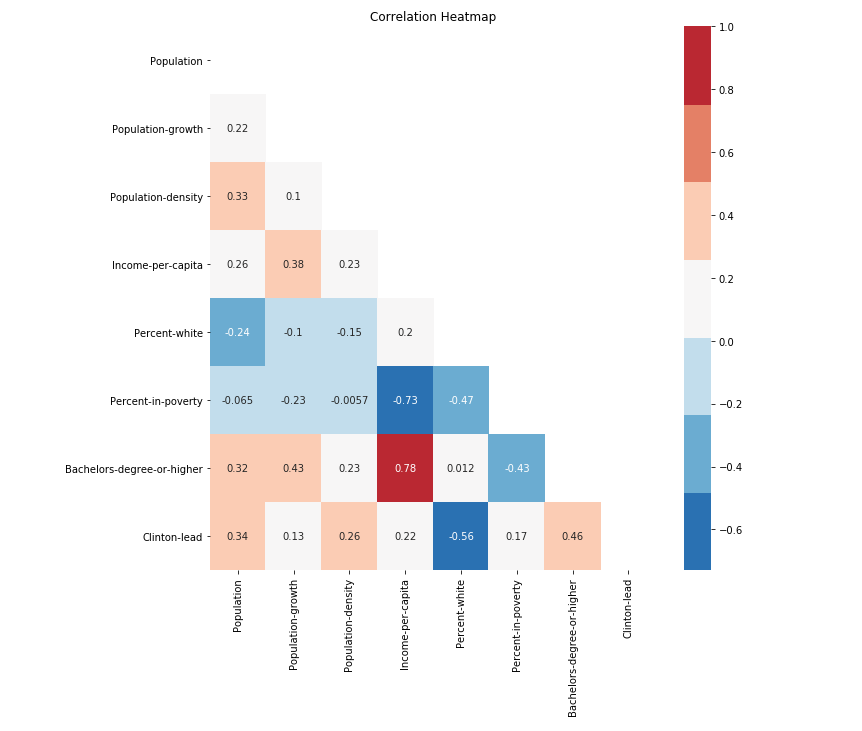 Correlation Heatmap
Population
Population-growth 0.22
Population-density 0.33 0.1
Income-per-capita 0.26 0.38 0.23
Percent-white -0.24 -0.1 -0.15 0.2
Percent-in-poverty -0.065 -0.23 -0.0057 -0.73 -0.47
Bachelors-degree-or-higher 0.32 0.43 0.23 0.78 0.012 -0.43
Clinton-lead 0.34 0.13 0.26 0.22 -0.56 0.17 0.46
Population
Population-growth
Population-density
Income-per-capita
Percent-white
Percent-in-poverty
Bachelors-degree-or-higher
Clinton-lead
1.0
0.8
0.6
0.4
0.2
0.0
−0.2
−0.4
−0.6